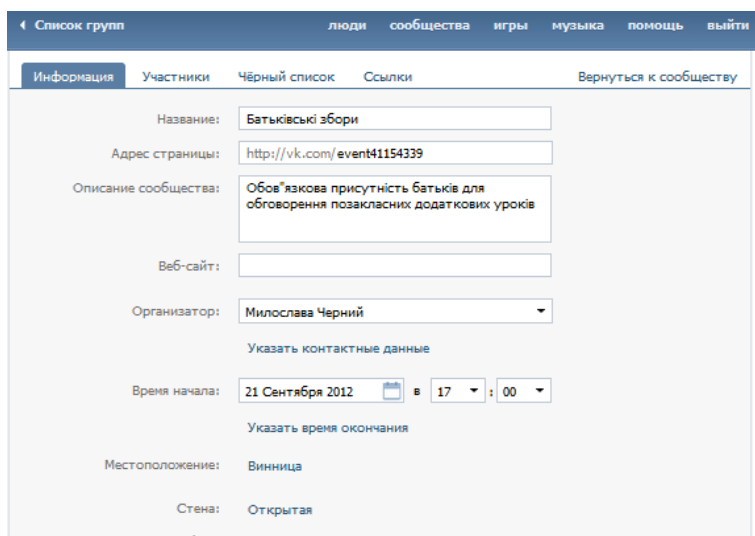 Список групп люди сообщества игры музыка помощь выйти
Информация Участники Чёрный список Ссылки Вернуться к сообществу
Название: Батьківські збори
Адрес страницы: http://vk.com/event41154339
Описание сообщества: Обов"язкова присутність батьків для
обговорення позакласних додаткових уроків
Веб-сайт:
Организатор: Милослава Черний
Указать контактные данные
Время начала: 21 Сентября 2012 в 17 : 00
Указать время окончания
Местоположение: Винница
Стена: Открытая